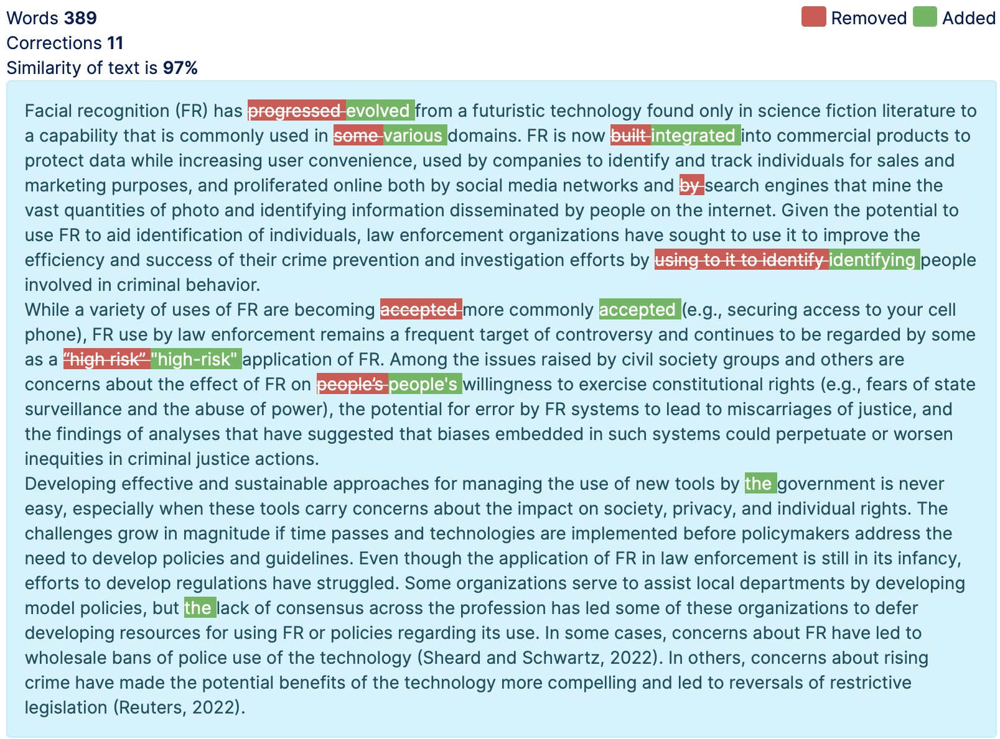 Words 389
Removed Added
Corrections 11
Similarity of text is 97%
Facial recognition (FR) has progressed evolved from a futuristic technology found only in science fiction literature to
a capability that is commonly used in some various domains. FR is now built integrated into commercial products to
protect data while increasing user convenience, used by companies to identify and track individuals for sales and
marketing purposes, and proliferated online both by social media networks and by search engines that mine the
vast quantities of photo and identifying information disseminated by people on the internet. Given the potential to
use FR to aid identification of individuals, law enforcement organizations have sought to use it to improve the
efficiency and success of their crime prevention and investigation efforts by using to it to identify identifying people
involved in criminal behavior.
While a variety of uses of FR are becoming accepted more commonly accepted (e.g., securing access to your cell
phone), FR use by law enforcement remains a frequent target of controversy and continues to be regarded by some
as a “high risk” "high-risk" application of FR. Among the issues raised by civil society groups and others are
concerns about the effect of FR on people’s people's willingness to exercise constitutional rights (e.g., fears of state
surveillance and the abuse of power), the potential for error by FR systems to lead to miscarriages of justice, and
the findings of analyses that have suggested that biases embedded in such systems could perpetuate or worsen
inequities in criminal justice actions.
Developing effective and sustainable approaches for managing the use of new tools by the government is never
easy, especially when these tools carry concerns about the impact on society, privacy, and individual rights. The
challenges grow in magnitude if time passes and technologies are implemented before policymakers address the
need to develop policies and guidelines. Even though the application of FR in law enforcement is still in its infancy,
efforts to develop regulations have struggled. Some organizations serve to assist local departments by developing
model policies, but the lack of consensus across the profession has led some of these organizations to defer
developing resources for using FR or policies regarding its use. In some cases, concerns about FR have led to
wholesale bans of police use of the technology (Sheard and Schwartz, 2022). In others, concerns about rising
crime have made the potential benefits of the technology more compelling and led to reversals of restrictive
legislation (Reuters, 2022).